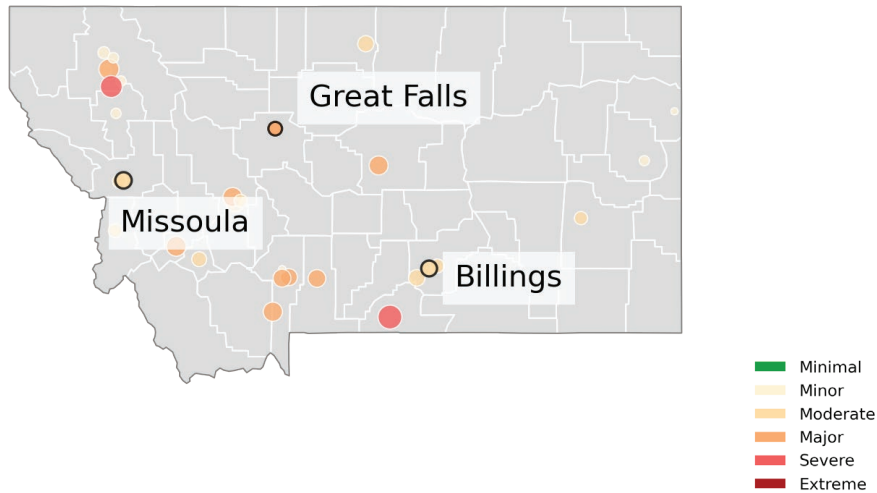 Great Falls
Missoula
Billings
Minimal
Minor
Moderate
Major
Severe
Extreme